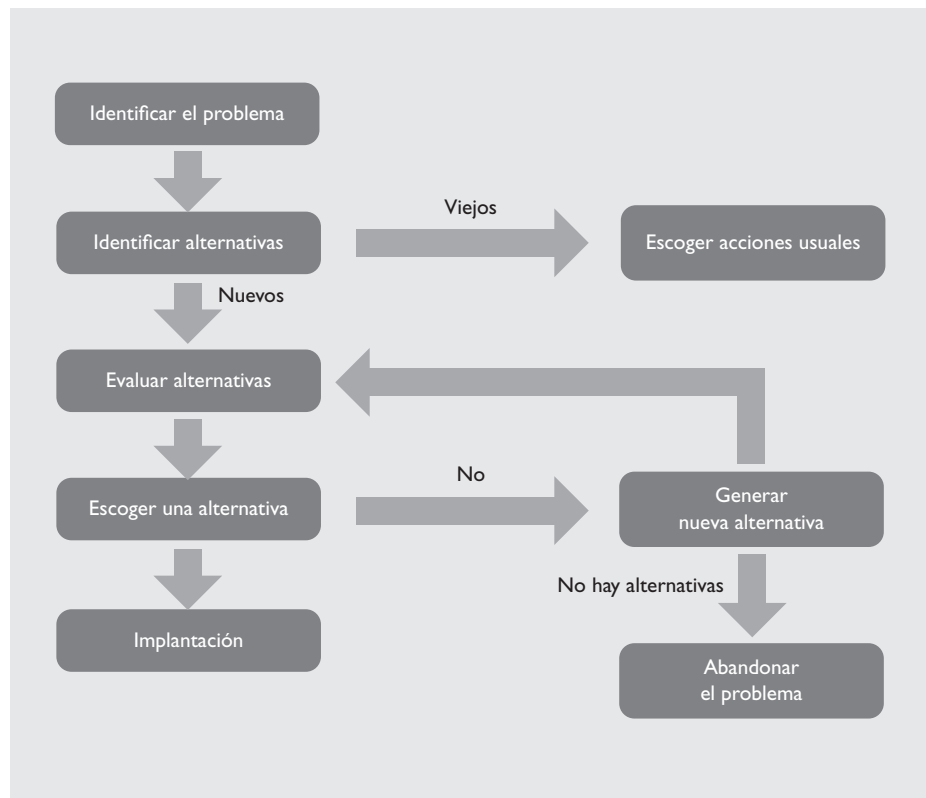 Identificar el problema
Viejos
Identificar alternativas
Escoger acciones usuales
Nuevos
Evaluar alternativas
No
Escoger una alternativa
Generar
nueva alternativa
No hay alternativas
Implantación
Abandonar
el problema